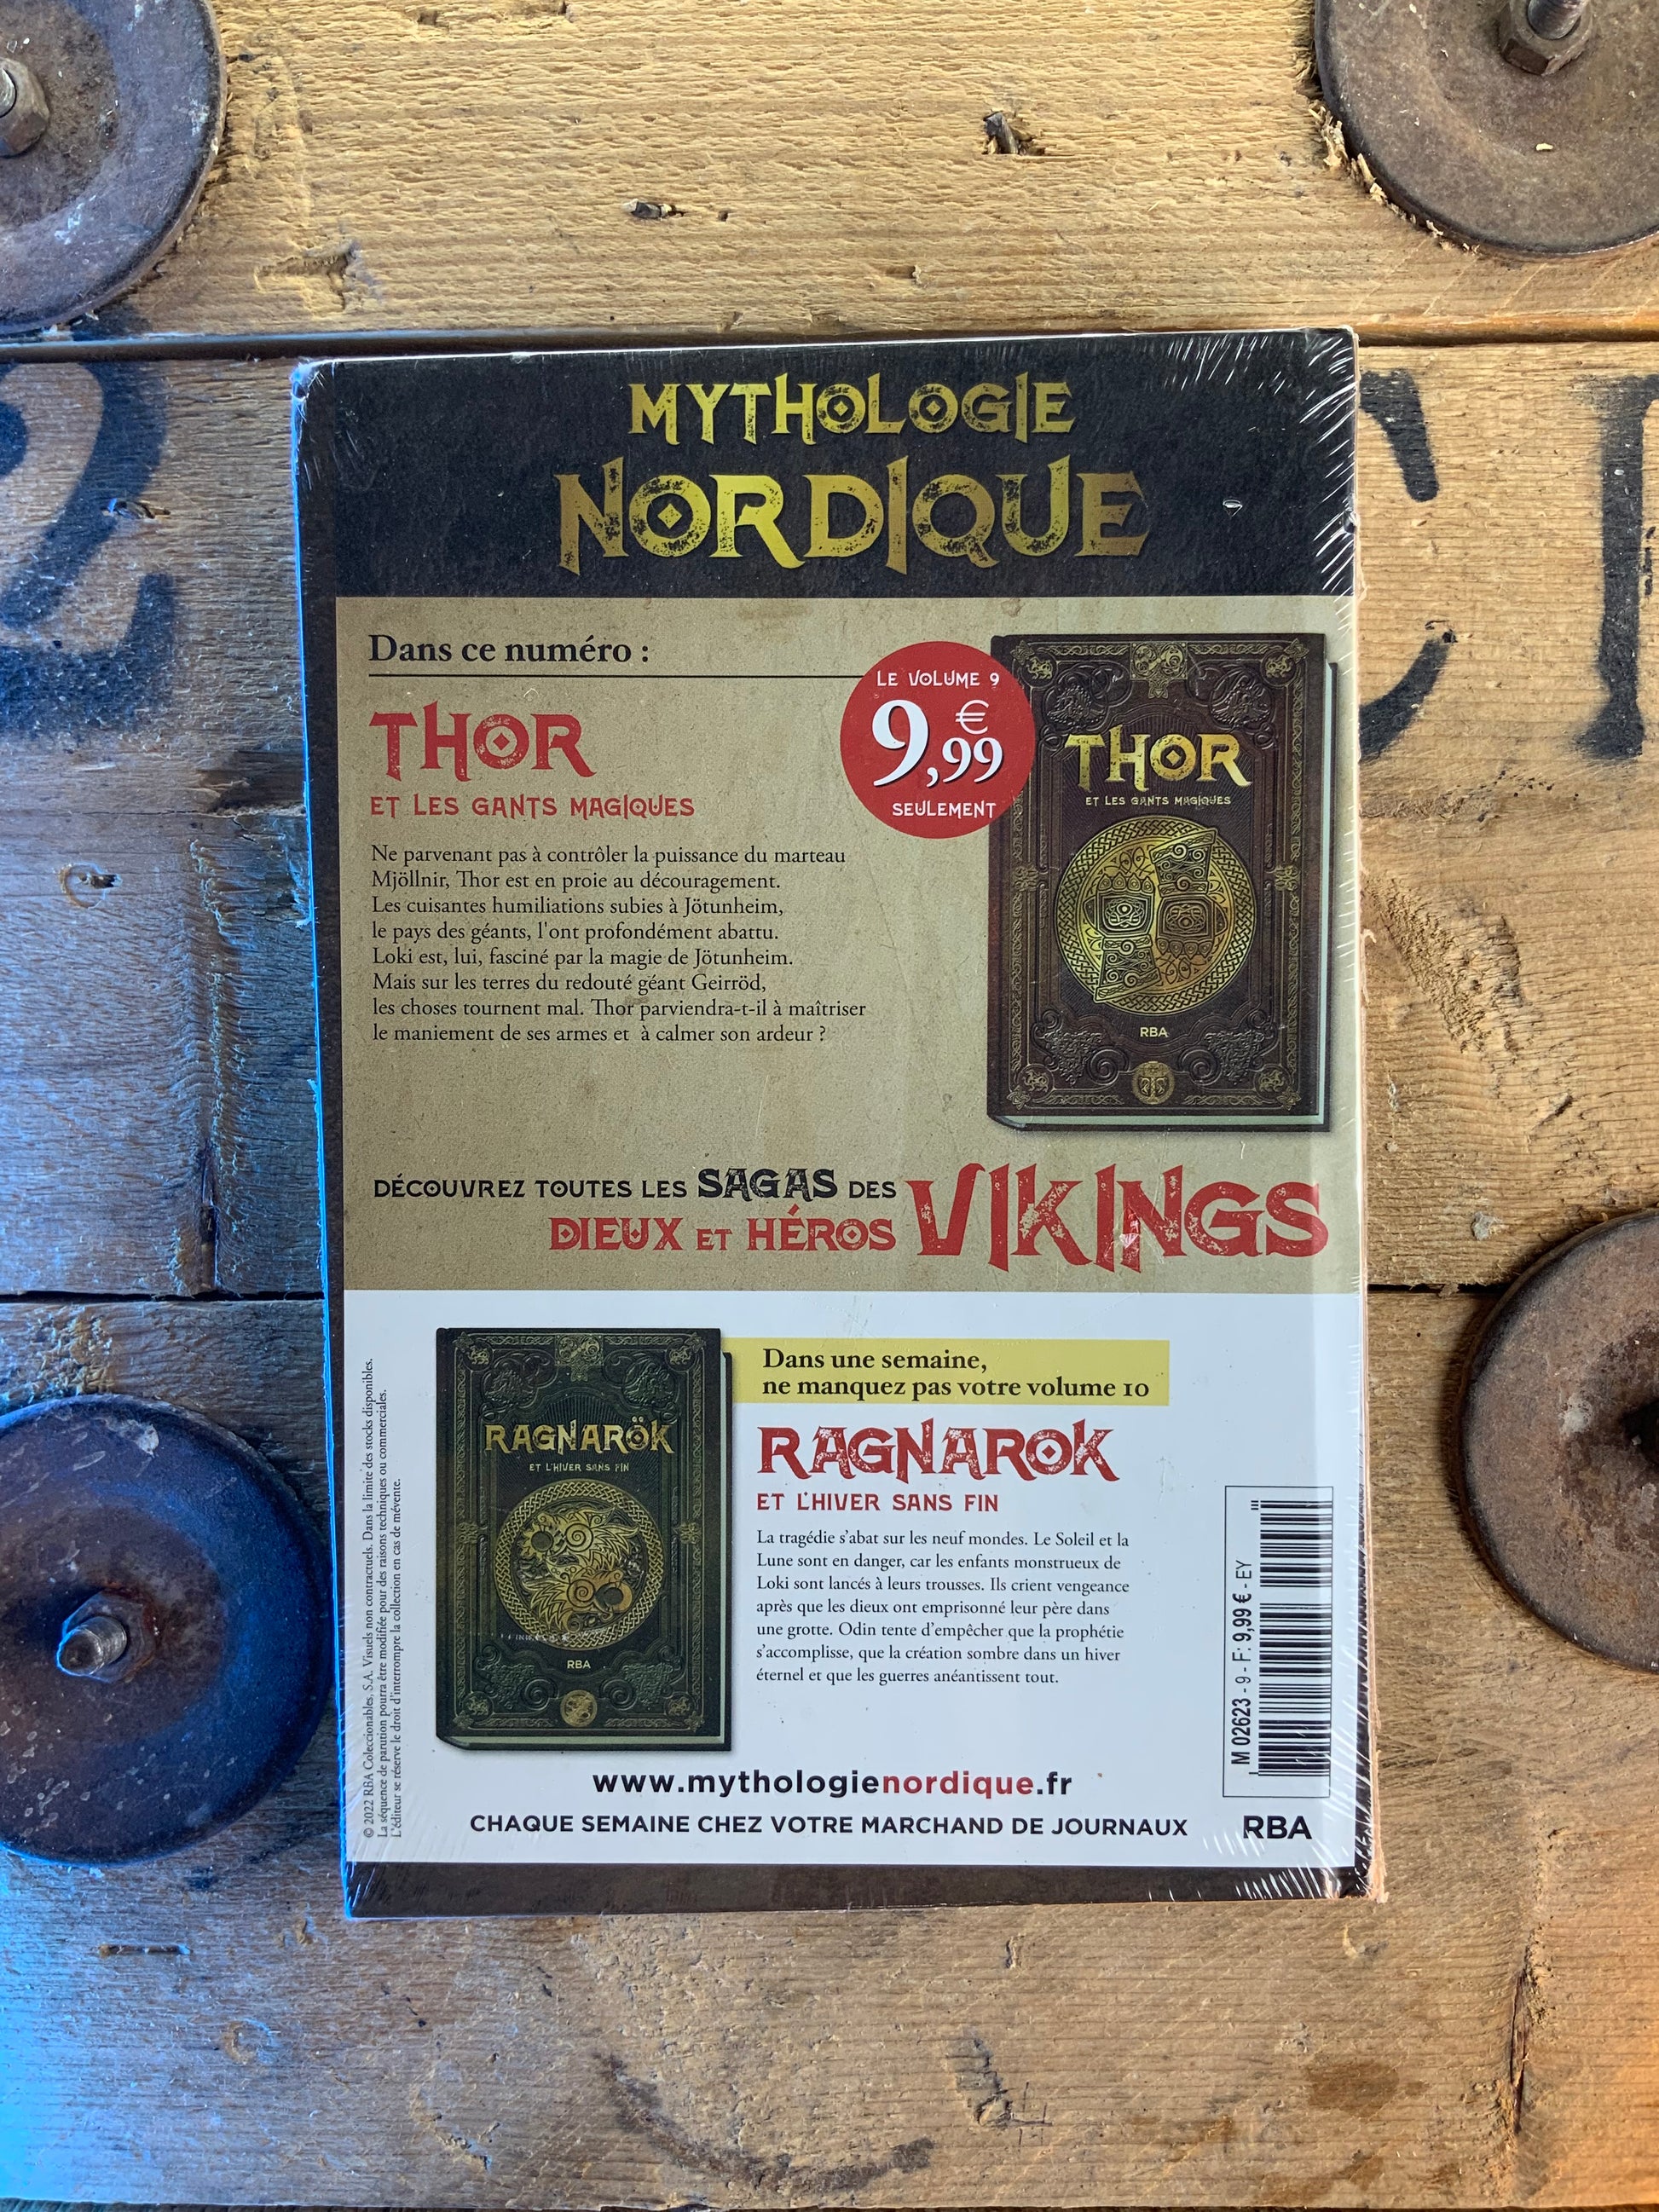 MYTHOLOGIE
NORDIQUE
Dans ce numéro :
THOR
ET LES GANTS MAGIQUES
LE VOLUME 9
9,99 €
SEULEMENT
Ne parvenant pas à contrôler la puissance du marteau
Mjöllnir, Thor est en proie au découragement.
Les cuisantes humiliations subies à Jötunheim,
le pays des géants, l'ont profondément abattu.
Loki est, lui, fasciné par la magie de Jötunheim.
Mais sur les terres du redouté géant Geirröd,
les choses tournent mal. Thor parviendra-t-il à maîtriser
le maniement de ses armes et à calmer son ardeur ?
THOR
ET LES GANTS MAGIQUES
RBA
DÉCOUVREZ TOUTES LES SAGAS DES
DIEUX ET HÉROS VIKINGS
RAGNARÖK
ET L'HIVER SANS FIN
RBA
Dans une semaine,
ne manquez pas votre volume 10
RAGNAROK
ET L'HIVER SANS FIN
La tragédie s'abat sur les neuf mondes. Le Soleil et la
Lune sont en danger, car les enfants monstrueux de
Loki sont lancés à leurs trousses. Ils crient vengeance
après que les dieux ont emprisonné leur père dans
une grotte. Odin tente d'empêcher que la prophétie
s'accomplisse, que la création sombre dans un hiver
éternel et que les guerres anéantissent tout.
© 2022 RBA Coleccionables, S.A. Visuels non contractuels. Dans la limite des stocks disponibles.
La séquence de parution pourra être modifiée pour des raisons techniques ou commerciales.
L'éditeur se réserve le droit d'interrompre la collection en cas de mévente.
M 02623 - 9 - F: 9,99 € - EY
www.mythologienordique.fr
CHAQUE SEMAINE CHEZ VOTRE MARCHAND DE JOURNAUX
RBA